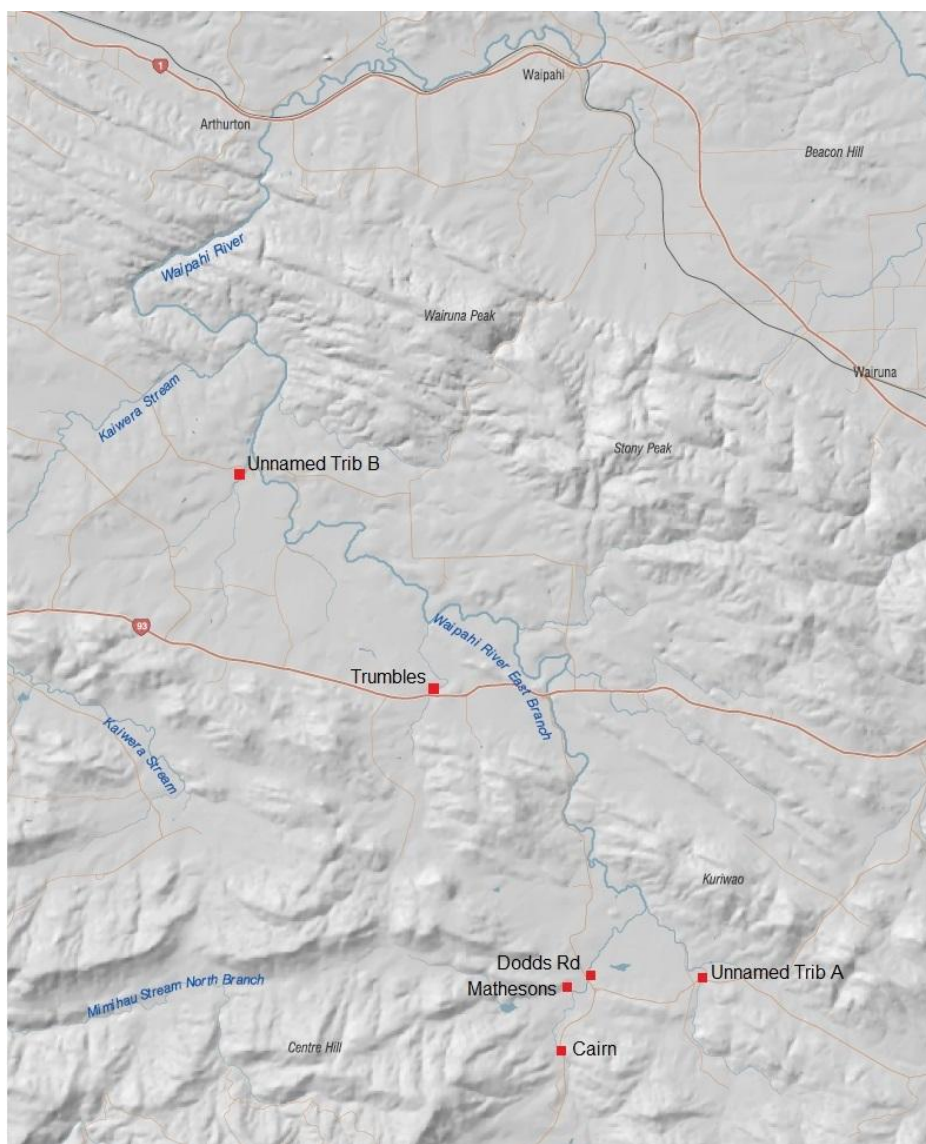 1
Waipahi
Arthurton
Beacon Hill
Waipahi River
Wairuna Peak
Wairuna
Kaiwera Stream
Stony Peak
Unnamed Trib B
93
Waipahi River East Branch
Trumbles
Kaiwera Stream
Kuriwao
Dodds Rd
Unnamed Trib A
Mathesons
Mimihau Stream North Branch
Centre Hill
Cairn